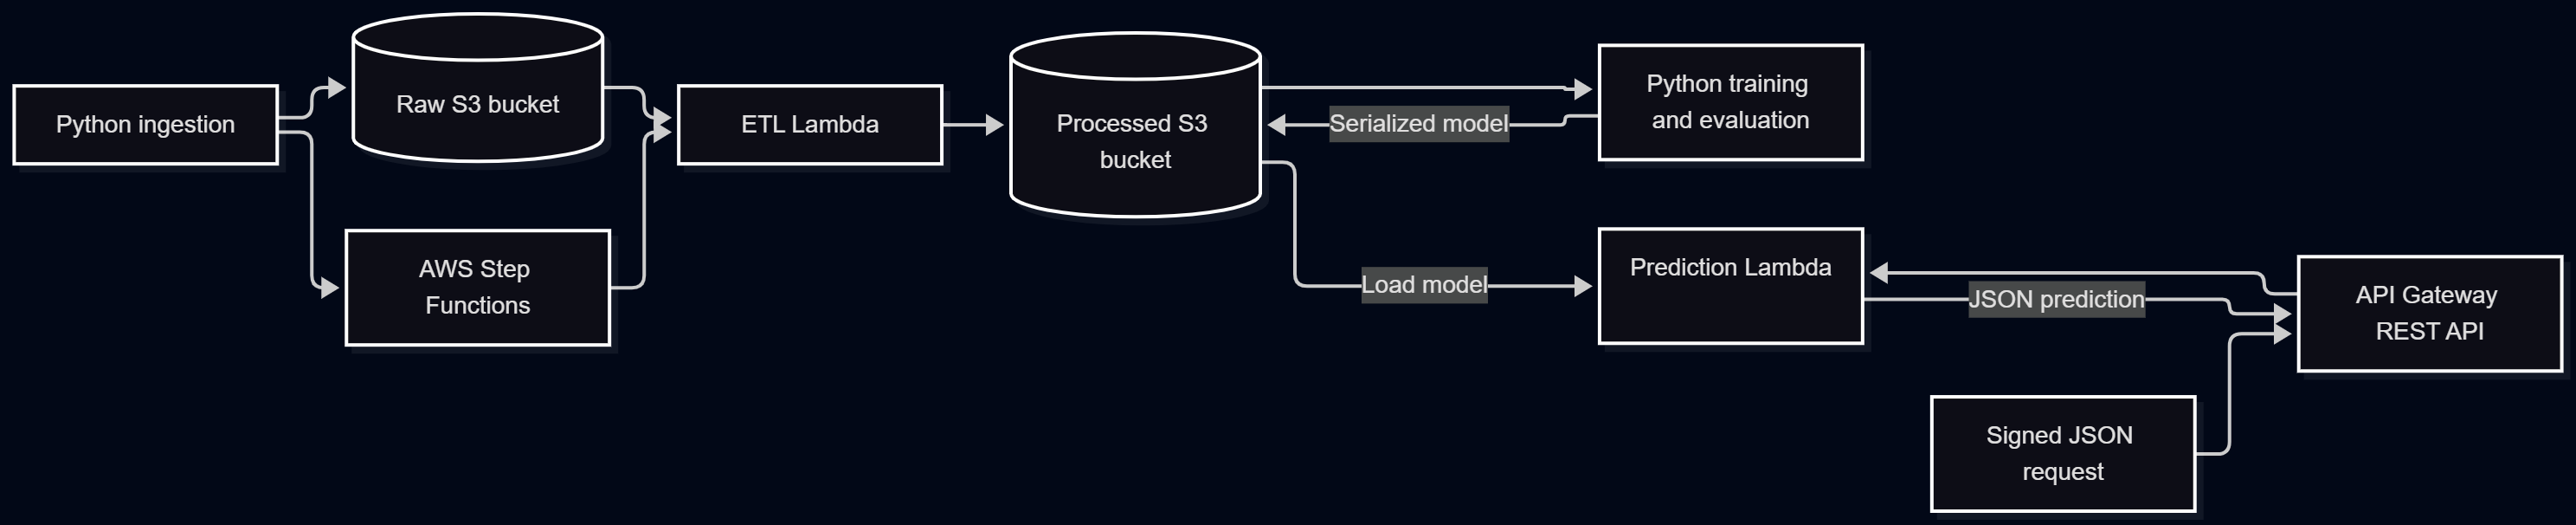 Python ingestion
Raw S3 bucket
AWS Step
Functions
ETL Lambda
Processed S3
bucket
Serialized model
Load model
Python training
and evaluation
Prediction Lambda
JSON prediction
Signed JSON
request
API Gateway
REST API